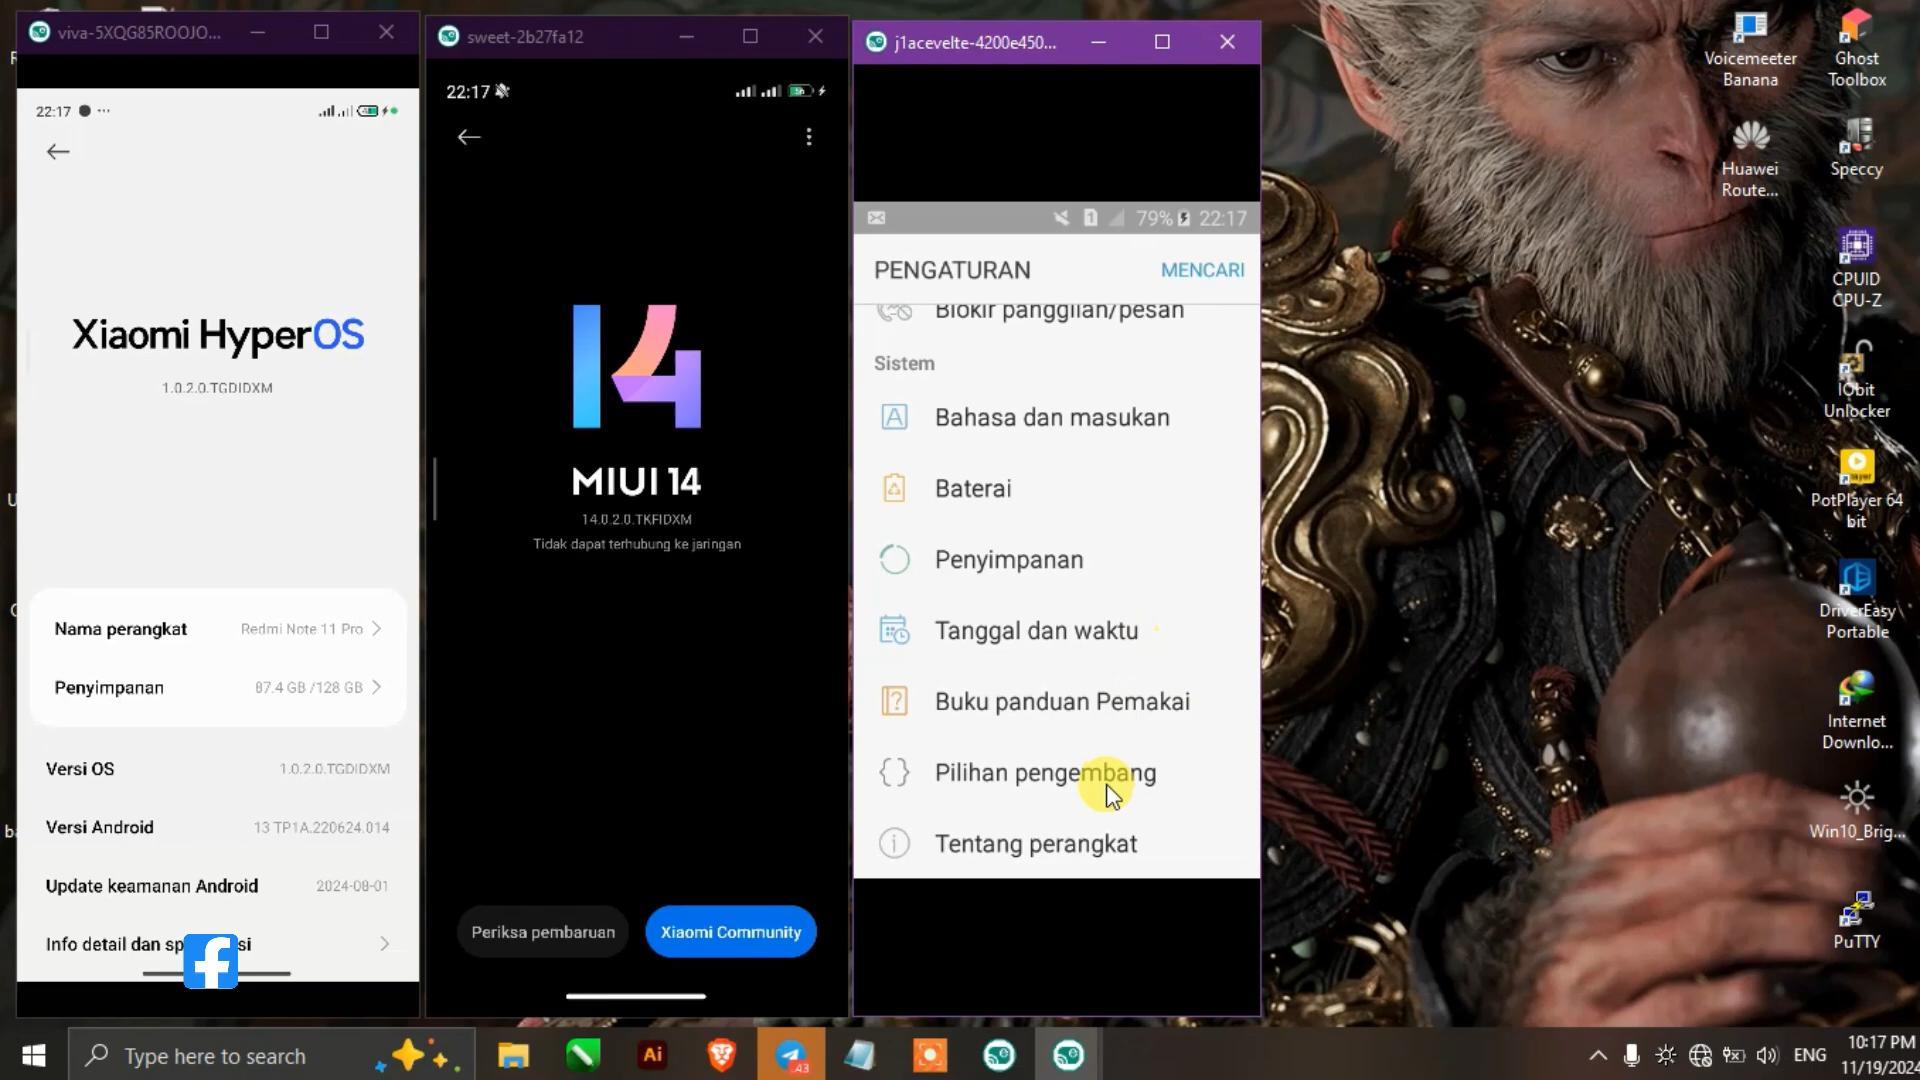 viva-5XQG85ROOJO...
22:17
Xiaomi HyperOS
1.0.2.0.TGDIDXM
Nama perangkat
Redmi Note 11 Pro
Penyimpanan
87.4 GB /128 GB
Versi OS
1.0.2.0.TGDIDXM
Versi Android
13 TP1A.220624.014
Update keamanan Android
2024-08-01
Info detail dan sp si
sweet-2b27fa12
22:17
56
MIUI 14
14.0.2.0.TKFIDXM
Tidak dapat terhubung ke jaringan
Periksa pembaruan
Xiaomi Community
j1acevelte-4200e450...
1
79%
22:17
PENGATURAN
MENCARI
Blokir panggilan/pesan
Sistem
Bahasa dan masukan
Baterai
Penyimpanan
Tanggal dan waktu
Buku panduan Pemakai
Pilihan pengembang
Tentang perangkat
Voicemeeter
Banana
Ghost
Toolbox
Huawei
Route...
Speccy
CPUID
CPU-Z
IObit
Unlocker
PotPlayer 64
bit
DriverEasy
Portable
Internet
Downlo...
Win10_Brig...
PuTTY
Type here to search
Ai
43
ENG
10:17 PM
11/19/2024